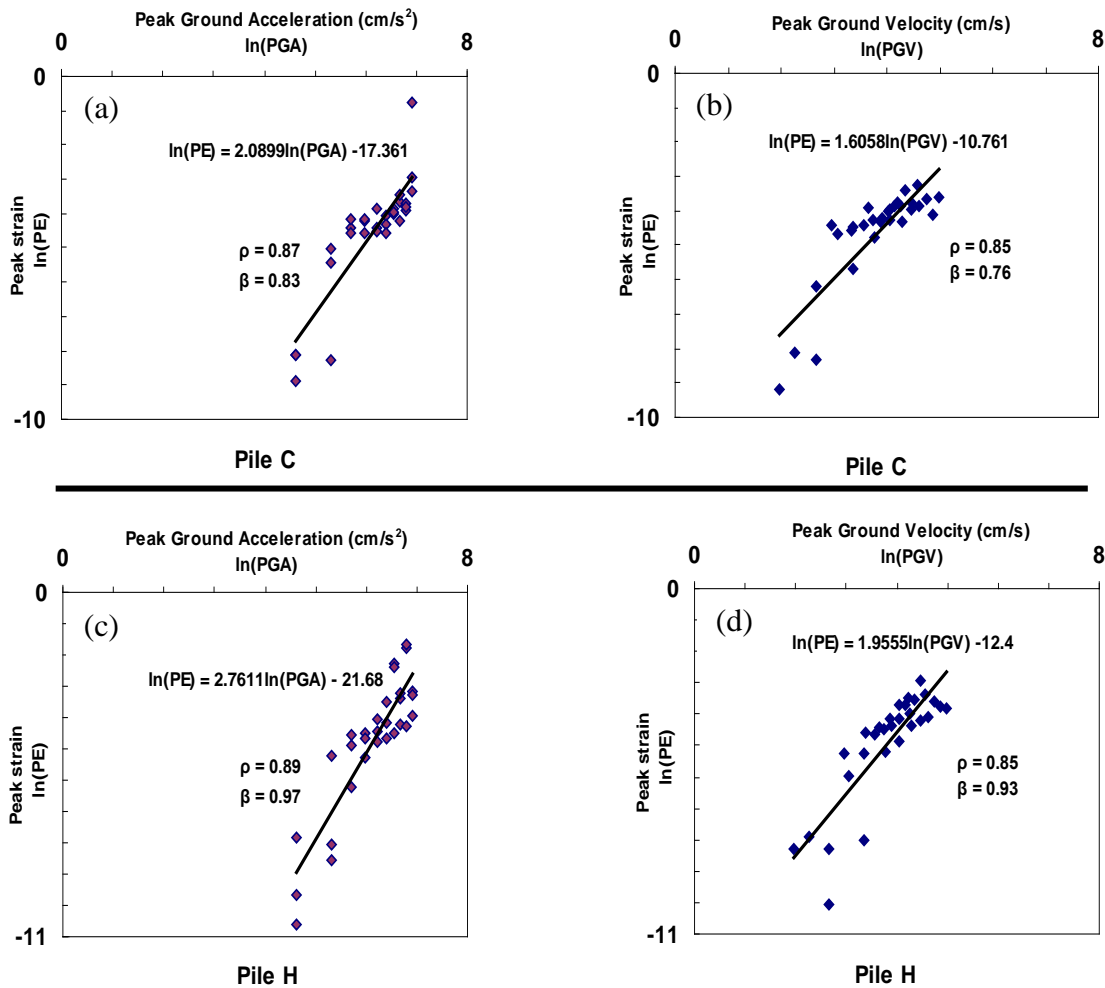 Peak Ground Acceleration (cm/s²)
0 ln(PGA) 8
0
(a)
ln(PE) = 2.0899ln(PGA) -17.361
Peak strain
ln(PE)
ρ = 0.87
β = 0.83
-10
Pile C
Peak Ground Velocity (cm/s)
0 ln(PGV) 8
0
(b)
ln(PE) = 1.6058ln(PGV) -10.761
Peak strain
ln(PE)
ρ = 0.85
β = 0.76
-10
Pile C
Peak Ground Acceleration (cm/s²)
0 ln(PGA) 8
0
(c)
ln(PE) = 2.7611ln(PGA) - 21.68
Peak strain
ln(PE)
ρ = 0.89
β = 0.97
-11
Pile H
Peak Ground Velocity (cm/s)
0 ln(PGV) 8
0
(d)
ln(PE) = 1.9555ln(PGV) -12.4
Peak strain
ln(PE)
ρ = 0.85
β = 0.93
-11
Pile H